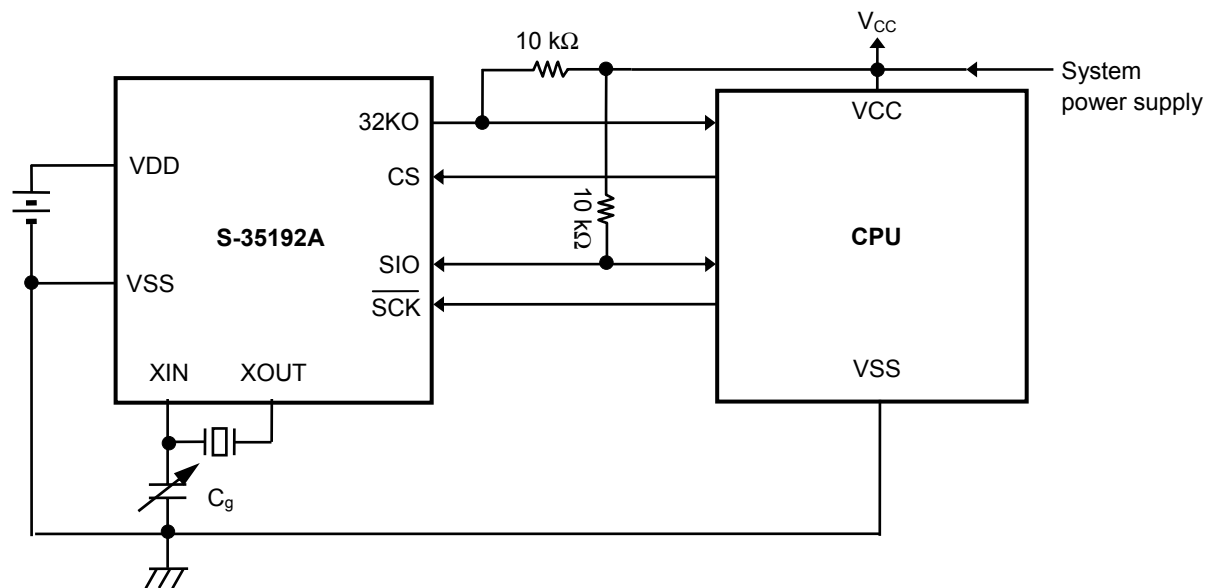 V_CC
10 kΩ
System
power supply
32KO
VCC
VDD
CS
10 kΩ
S-35192A
CPU
SIO
VSS
S̅C̅K̅
XIN
XOUT
VSS
C_g